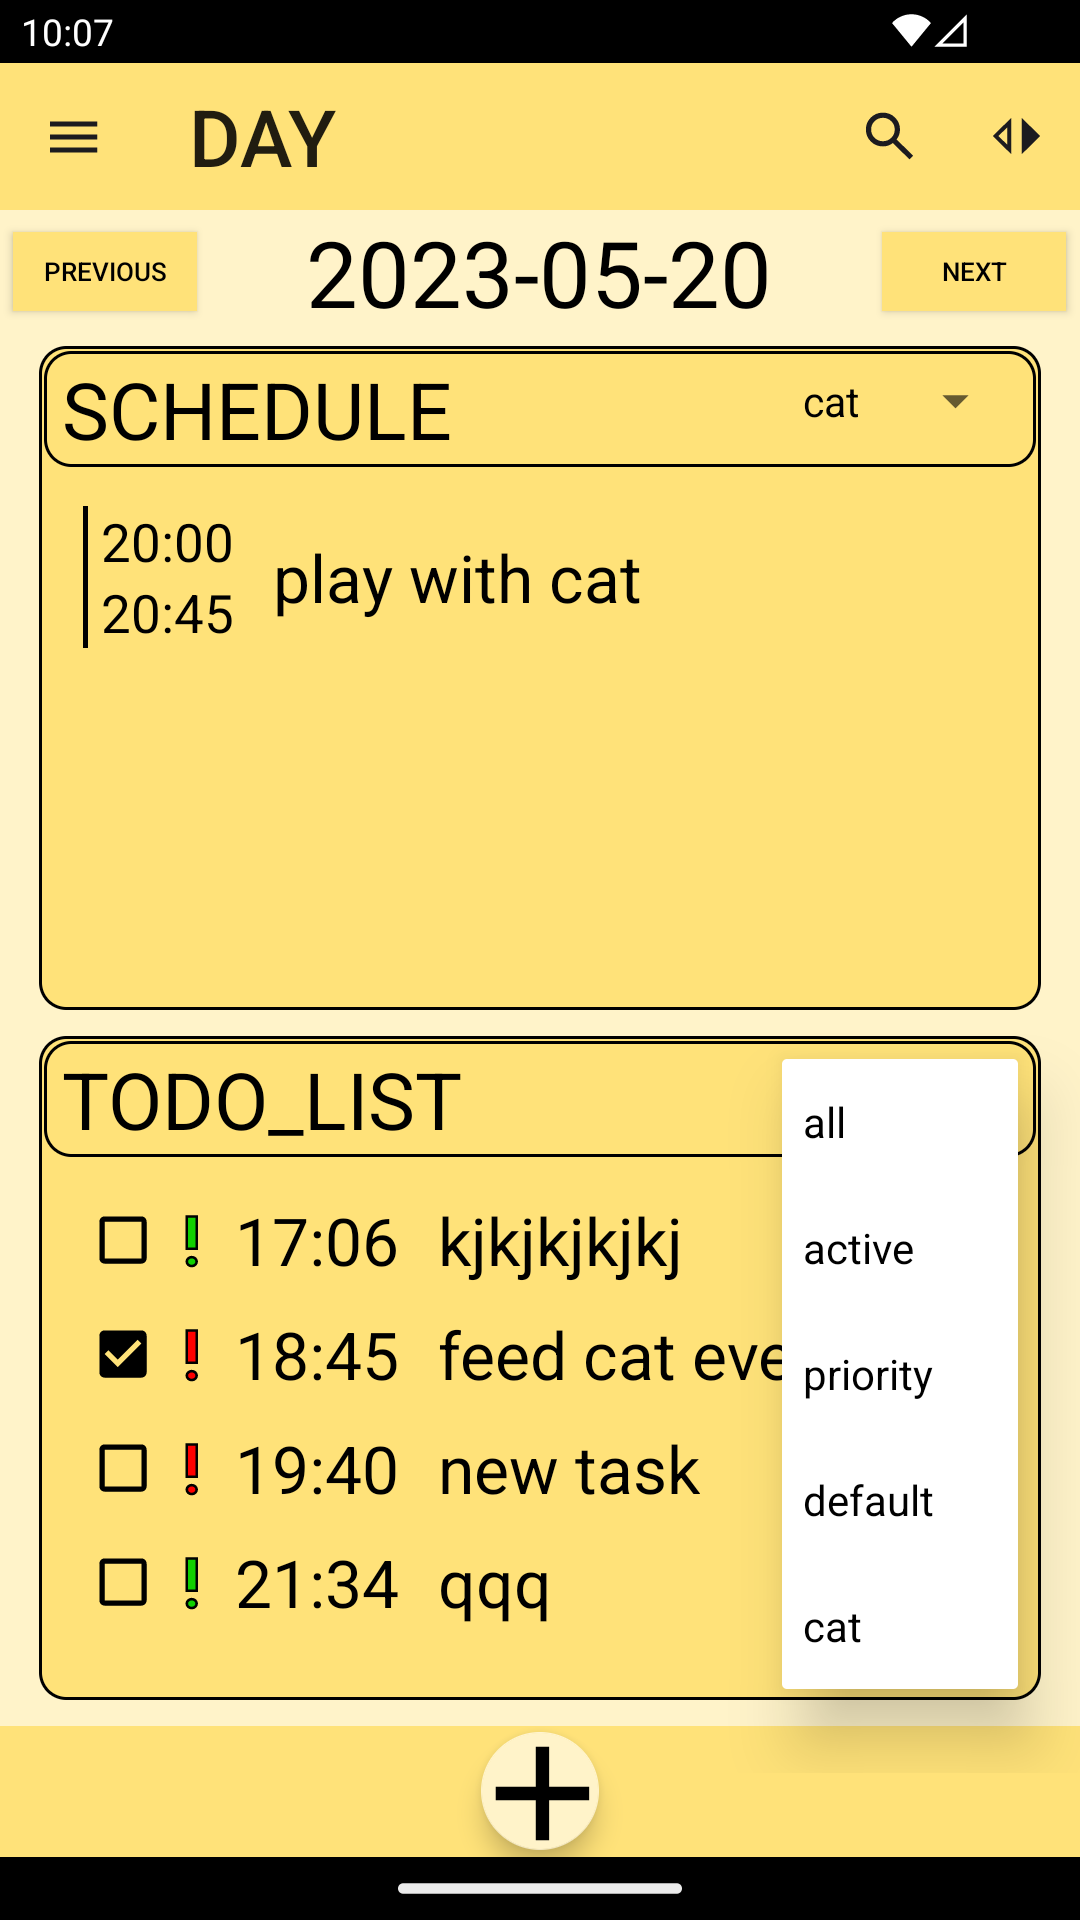 10:07
DAY
PREVIOUS
2023-05-20
NEXT
SCHEDULE
cat
20:00
20:45
play with cat
TODO_LIST
all
active
priority
default
cat
17:06 kjkjkjkjkj
18:45 feed cat eve
19:40 new task
21:34 qqq